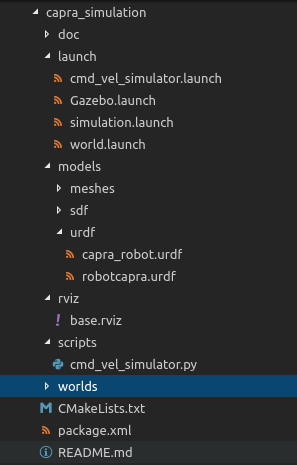 capra_simulation
doc
launch
cmd_vel_simulator.launch
Gazebo.launch
simulation.launch
world.launch
models
meshes
sdf
urdf
capra_robot.urdf
robotcapra.urdf
rviz
base.rviz
scripts
cmd_vel_simulator.py
worlds
CMakeLists.txt
package.xml
README.md